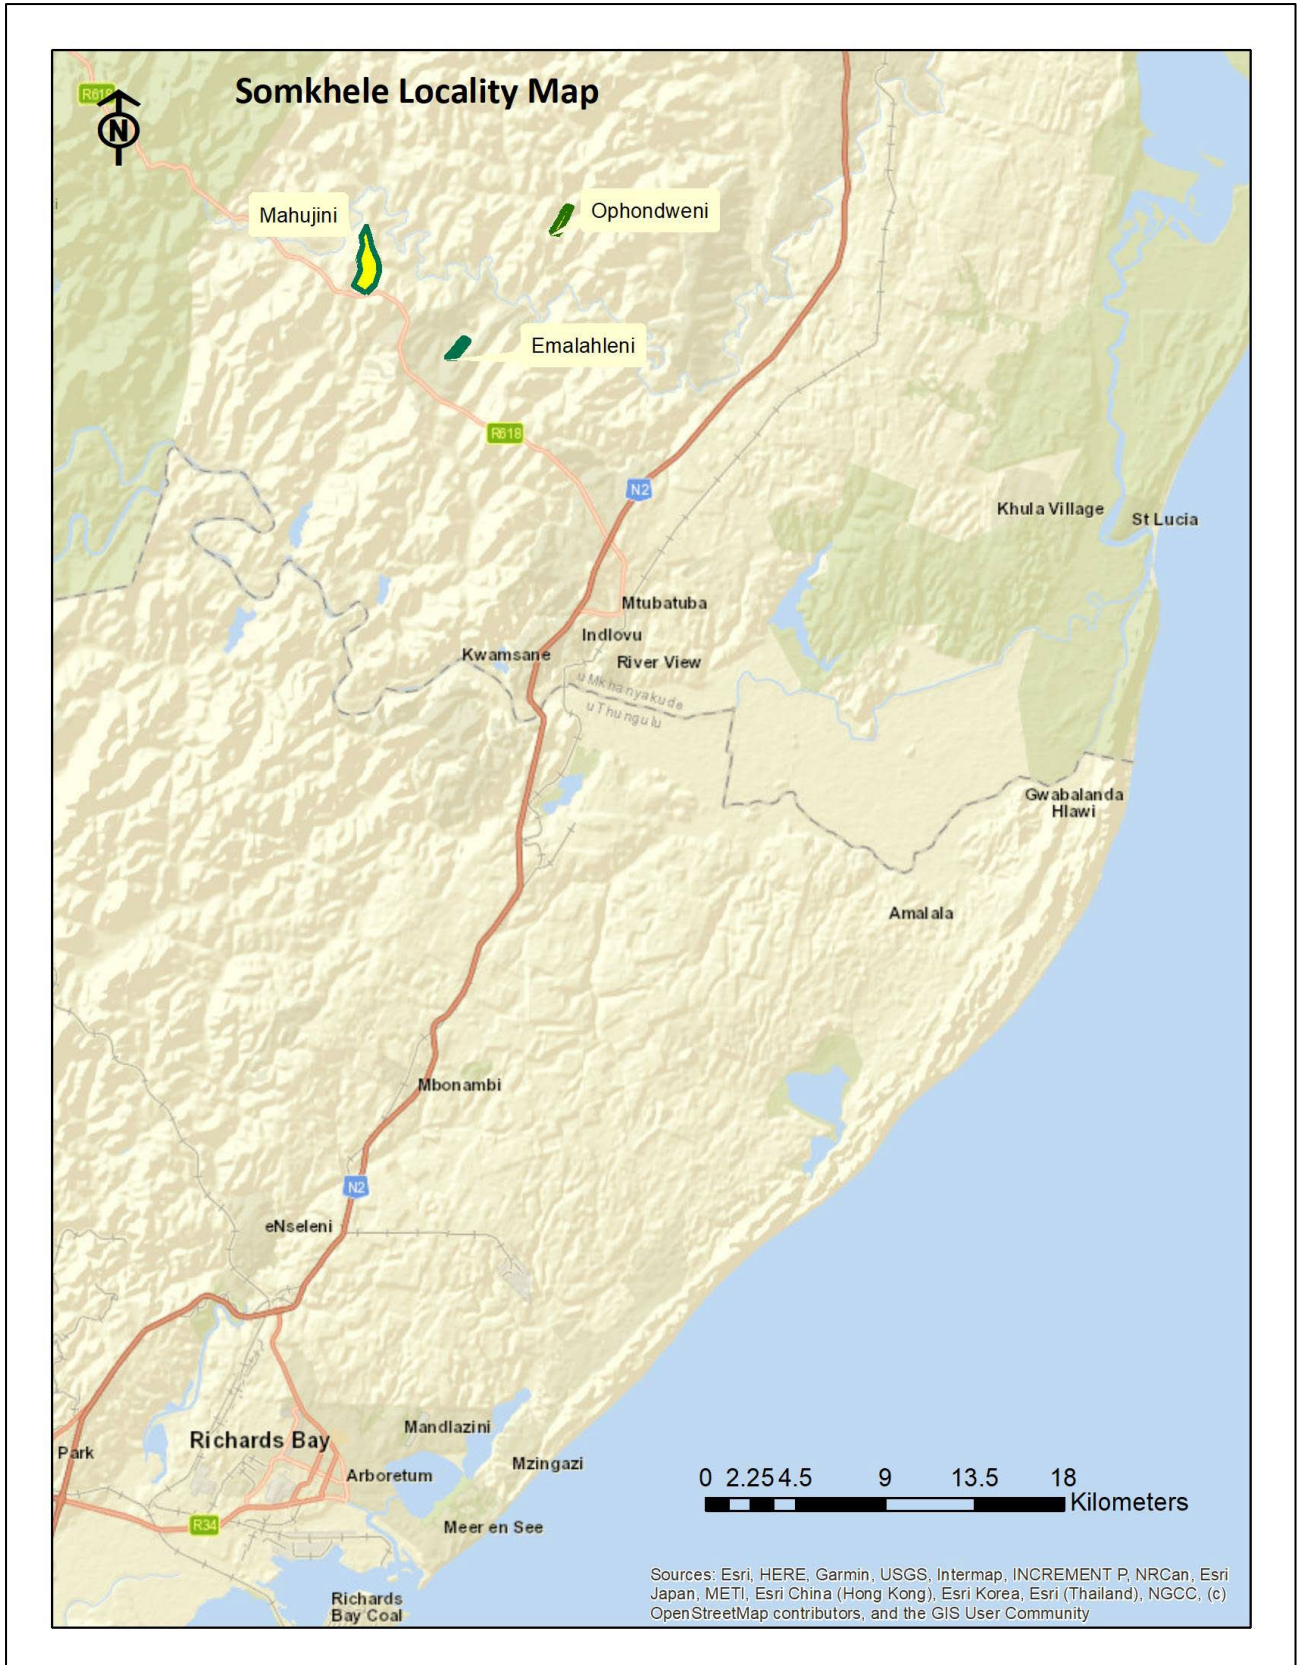 Somkhele Locality Map
R618
N
Mahujini
Ophondweni
Emalahleni
R618
N2
Khula Village
St Lucia
Mtubatuba
Indlovu
Kwamsane
River View
uMkhanyakude
uThungulu
Gwabalanda
Hlawi
Amalala
Mbonambi
N2
eNseleni
Mandlazini
Richards Bay
Park
Mzingazi
Arboretum
0 2.25 4.5 9 13.5 18
Kilometers
R34
Meer en See
Sources: Esri, HERE, Garmin, USGS, Intermap, INCREMENT P, NRCan, Esri
Japan, METI, Esri China (Hong Kong), Esri Korea, Esri (Thailand), NGCC, (c)
OpenStreetMap contributors, and the GIS User Community
Richards
Bay Coal